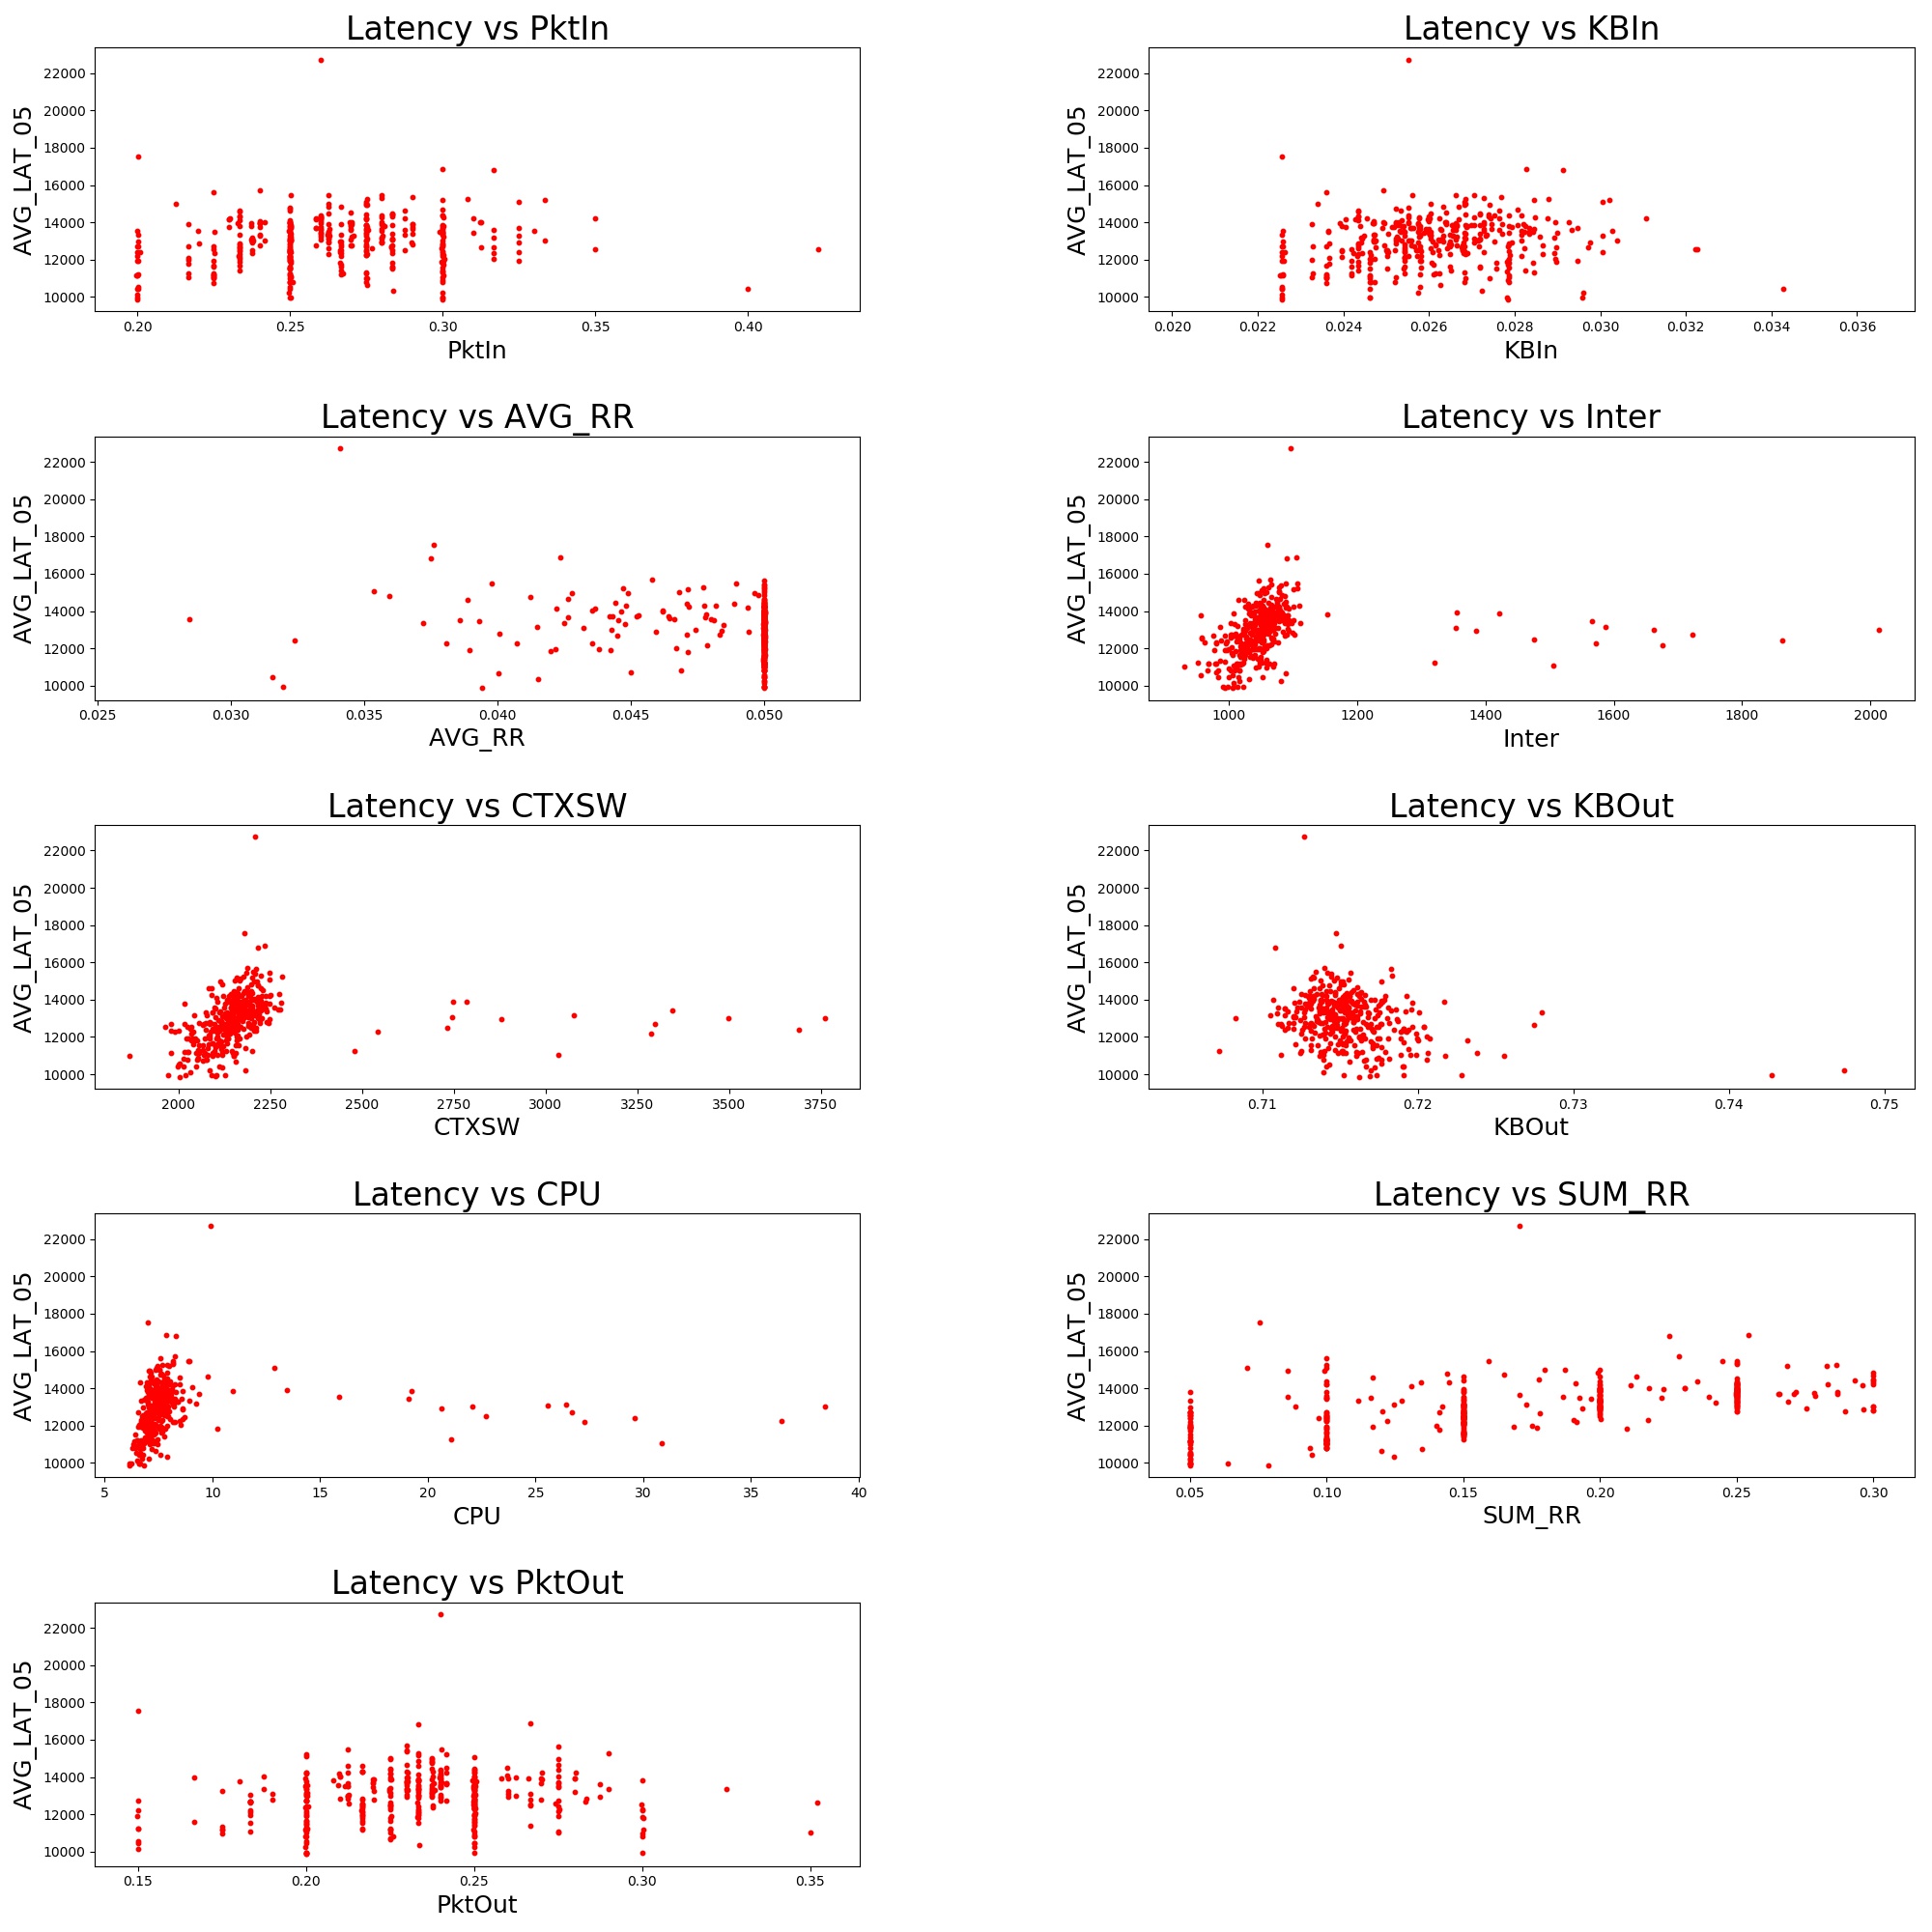 Latency vs PktIn
AVG_LAT_05
22000
20000
18000
16000
14000
12000
10000
0.20 0.25 0.30 0.35 0.40
PktIn
Latency vs KBIn
AVG_LAT_05
22000
20000
18000
16000
14000
12000
10000
0.020 0.022 0.024 0.026 0.028 0.030 0.032 0.034 0.036
KBIn
Latency vs AVG_RR
AVG_LAT_05
22000
20000
18000
16000
14000
12000
10000
0.025 0.030 0.035 0.040 0.045 0.050
AVG_RR
Latency vs Inter
AVG_LAT_05
22000
20000
18000
16000
14000
12000
10000
1000 1200 1400 1600 1800 2000
Inter
Latency vs CTXSW
AVG_LAT_05
22000
20000
18000
16000
14000
12000
10000
2000 2250 2500 2750 3000 3250 3500 3750
CTXSW
Latency vs KBOut
AVG_LAT_05
22000
20000
18000
16000
14000
12000
10000
0.71 0.72 0.73 0.74 0.75
KBOut
Latency vs CPU
AVG_LAT_05
22000
20000
18000
16000
14000
12000
10000
5 10 15 20 25 30 35 40
CPU
Latency vs SUM_RR
AVG_LAT_05
22000
20000
18000
16000
14000
12000
10000
0.05 0.10 0.15 0.20 0.25 0.30
SUM_RR
Latency vs PktOut
AVG_LAT_05
22000
20000
18000
16000
14000
12000
10000
0.15 0.20 0.25 0.30 0.35
PktOut